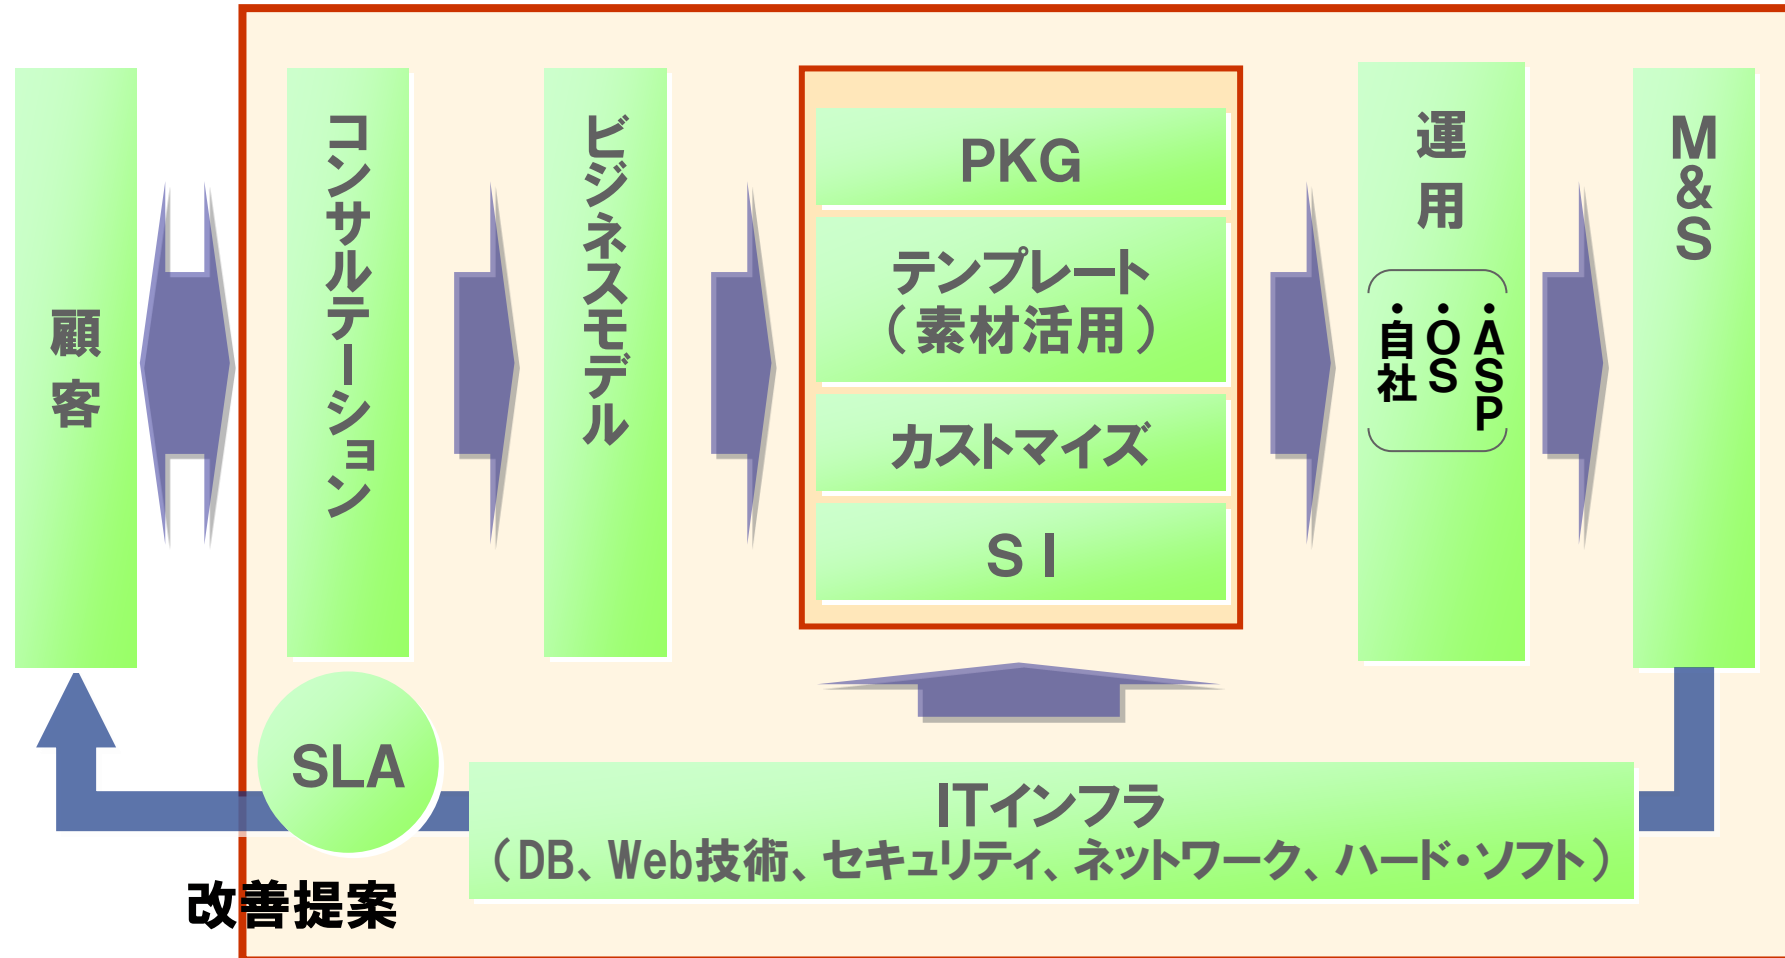 顧客
コンサルテーション
ビジネスモデル
PKG
テンプレート
（素材活用）
カスタマイズ
SI
運用
・ASP
・OS
・自社
M&S
SLA
ITインフラ
（DB、Web技術、セキュリティ、ネットワーク、ハード・ソフト）
改善提案